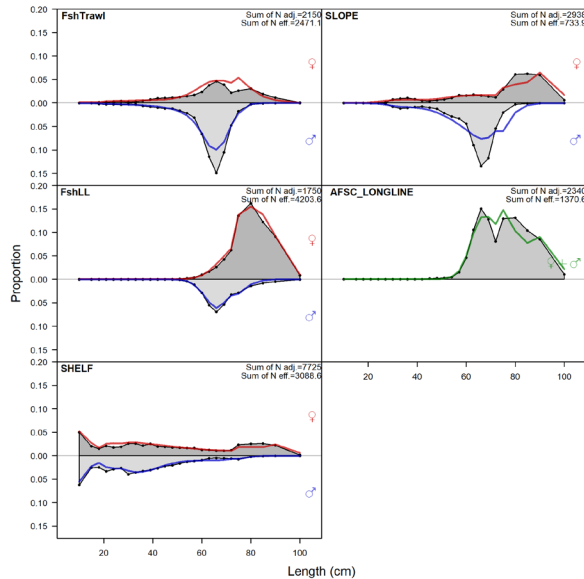 FshTrawl
Sum of N adj.=2150
Sum of N eff.=2471.1
♀
♂
SLOPE
Sum of N adj.=2938
Sum of N eff.=733.9
♀
♂
FshLL
Sum of N adj.=1750
Sum of N eff.=4203.6
♀
♂
AFSC_LONGLINE
Sum of N adj.=2340
Sum of N eff.=1370.6
♀+♂
SHELF
Sum of N adj.=7725
Sum of N eff.=3088.6
♀
♂
0.20
0.15
0.10
0.05
0.00
0.05
0.10
0.15
0.20
0.15
0.10
0.05
0.00
0.05
0.10
0.15
0.20
0.15
0.10
0.05
0.00
0.05
0.10
0.15
Proportion
20 40 60 80 100
20 40 60 80 100
Length (cm)